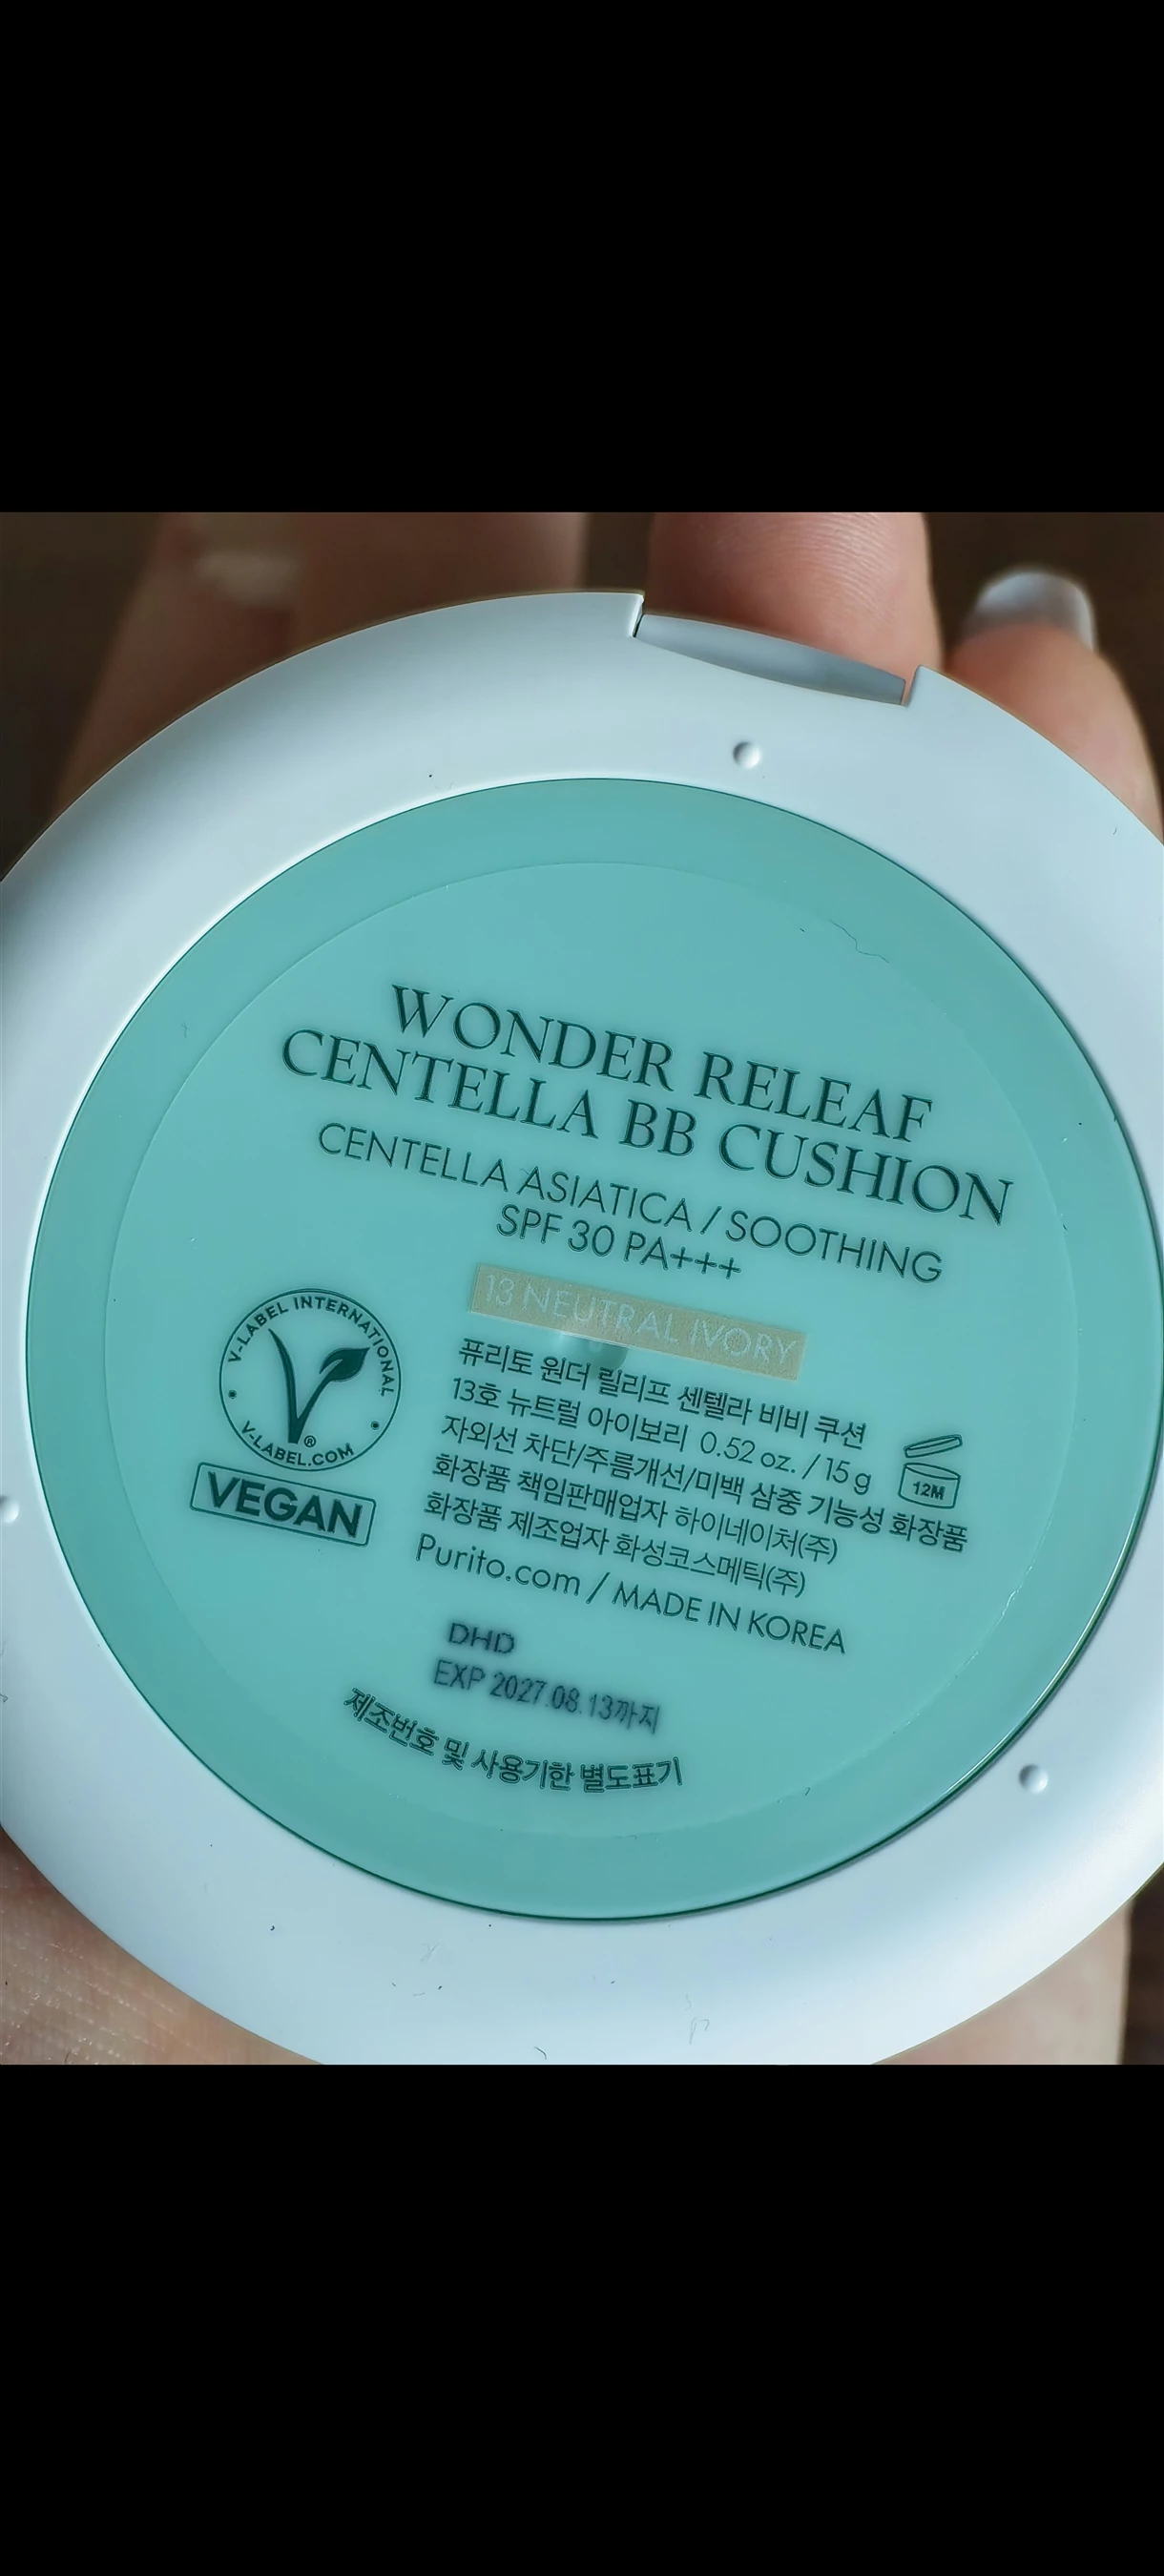 WONDER RELEAF
CENTELLA BB CUSHION
CENTELLA ASIATICA / SOOTHING
SPF 30 PA+++
13 NEUTRAL IVORY
V-LABEL INTERNATIONAL
V-LABEL.COM
®
VEGAN
퓨리토 원더 릴리프 센텔라 비비 쿠션
13호 뉴트럴 아이보리 0.52 oz. / 15 g
자외선 차단/주름개선/미백 삼중 기능성 화장품
화장품 책임판매업자 하이네이처(주)
화장품 제조업자 화성코스메틱(주)
12M
Purito.com / MADE IN KOREA
DHD
EXP 2027.08.13까지
제조번호 및 사용기한 별도표기